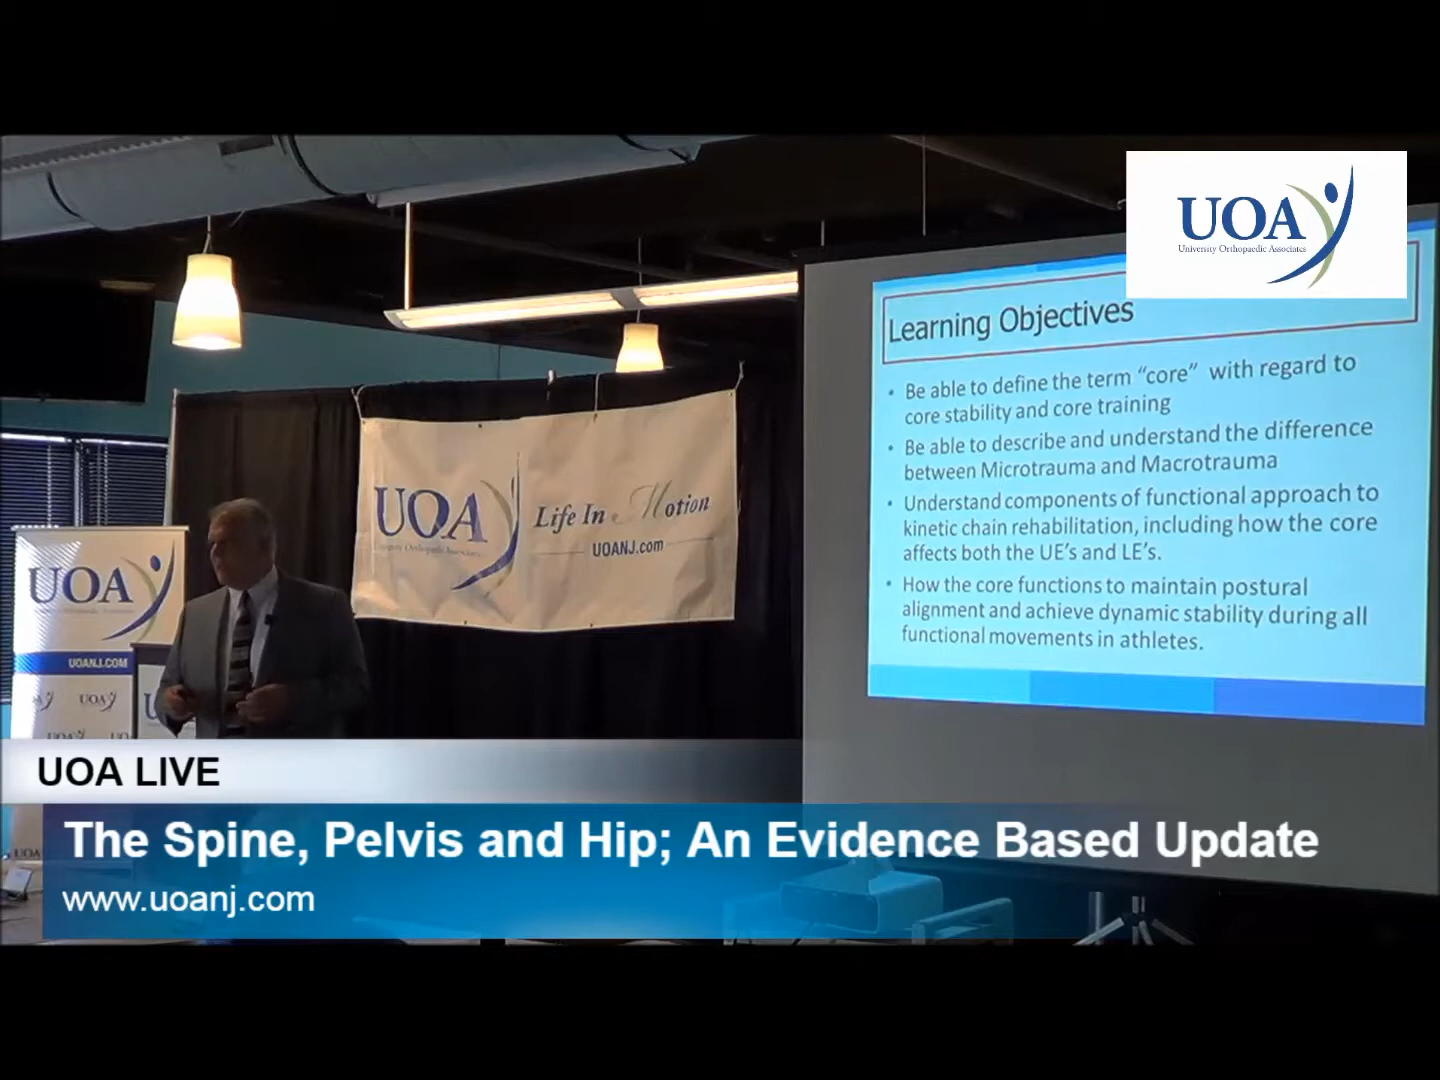 UOA
University Orthopaedic Associates
Learning Objectives
• Be able to define the term “core” with regard to
core stability and core training
• Be able to describe and understand the difference
between Microtrauma and Macrotrauma
• Understand components of functional approach to
kinetic chain rehabilitation, including how the core
affects both the UE’s and LE’s.
• How the core functions to maintain postural
alignment and achieve dynamic stability during all
functional movements in athletes.
UOA
University Orthopaedic Associates
Life In Motion
UOANJ.com
UOA
UOANJ.com
UOA
UOA LIVE
The Spine, Pelvis and Hip; An Evidence Based Update
www.uoanj.com